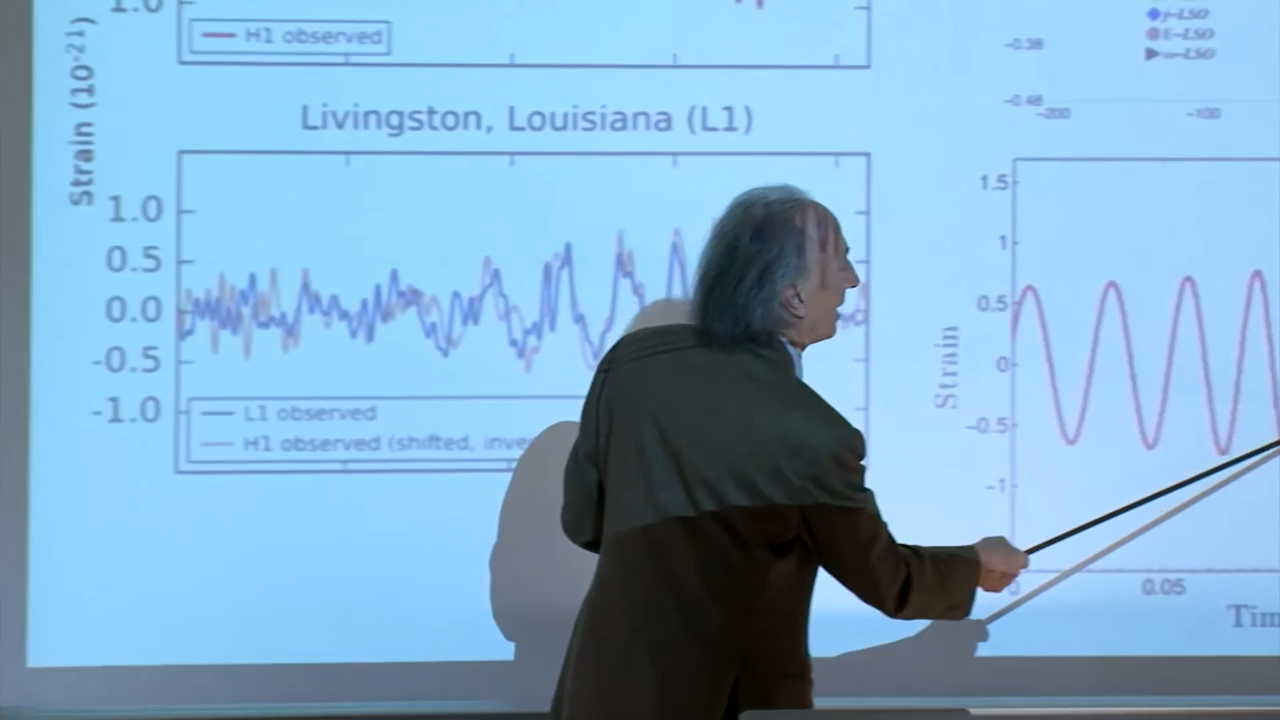 1.0
H1 observed
Strain (10⁻²¹)
Livingston, Louisiana (L1)
1.0
0.5
0.0
-0.5
-1.0
L1 observed
H1 observed (shifted, inve
j-LSO
E-LSO
-LSO
-0.38
-0.48
-200
-100
1.5
1
0.5
0
-0.5
-1
Strain
0
0.05
Tim